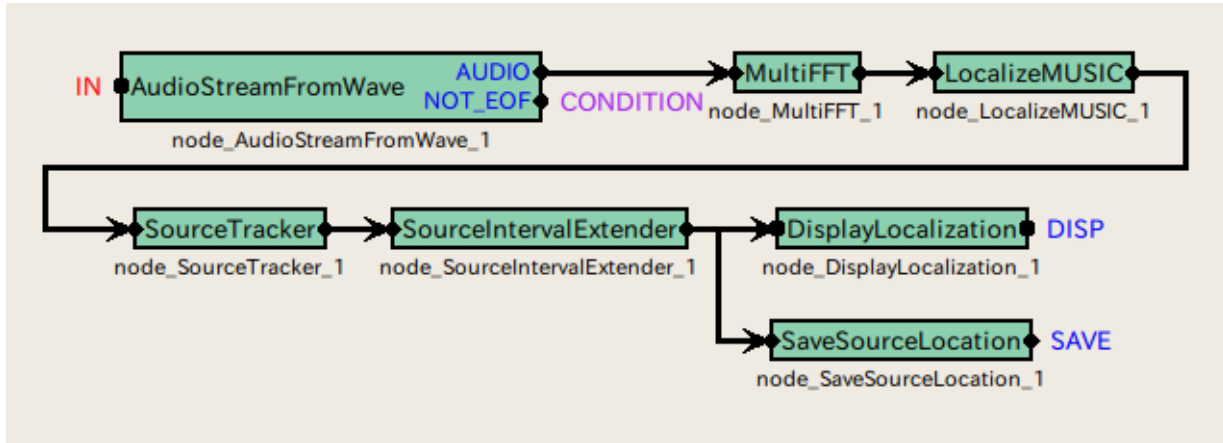 IN AudioStreamFromWave AUDIO MultiFFT LocalizeMUSIC
NOT_EOF CONDITION
node_AudioStreamFromWave_1 node_MultiFFT_1 node_LocalizeMUSIC_1
SourceTracker SourceIntervalExtender DisplayLocalization DISP
node_SourceTracker_1 node_SourceIntervalExtender_1 node_DisplayLocalization_1
SaveSourceLocation SAVE
node_SaveSourceLocation_1